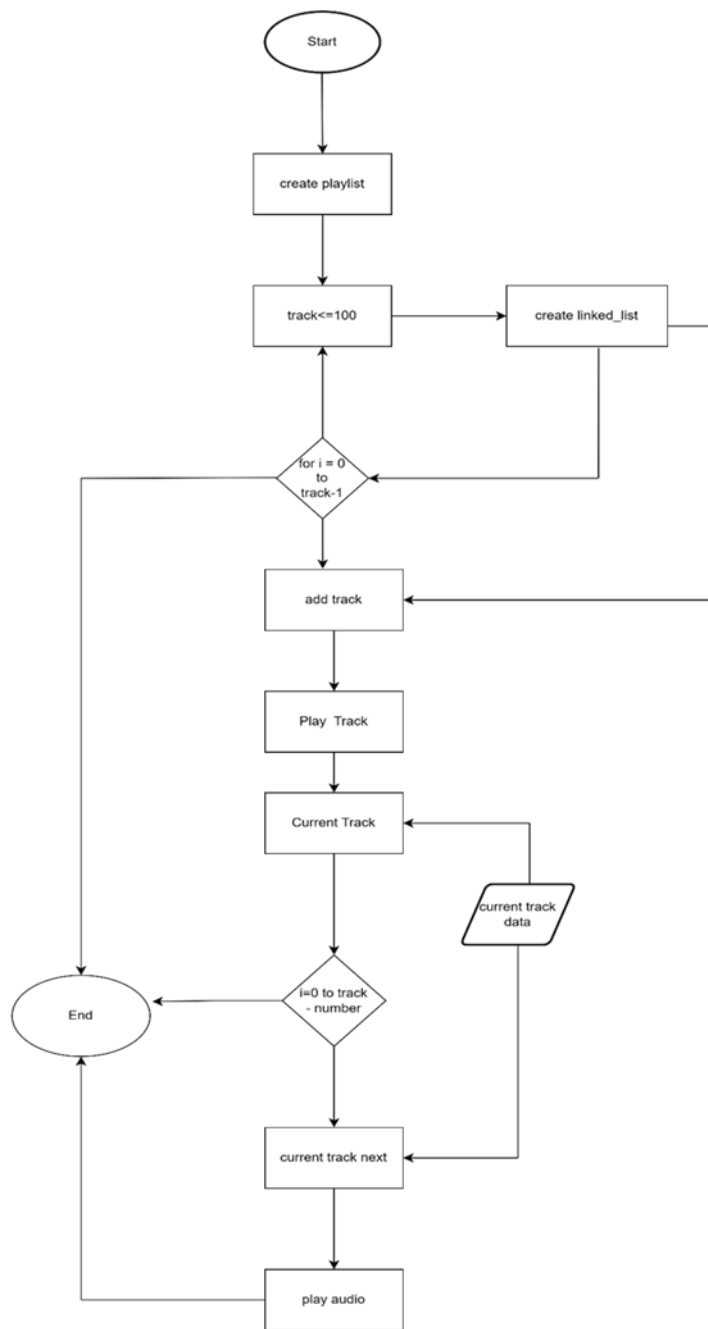 Start
create playlist
track<=100
create linked_list
for i = 0
to
track-1
add track
Play Track
Current Track
current track
data
i=0 to track
- number
End
current track next
play audio